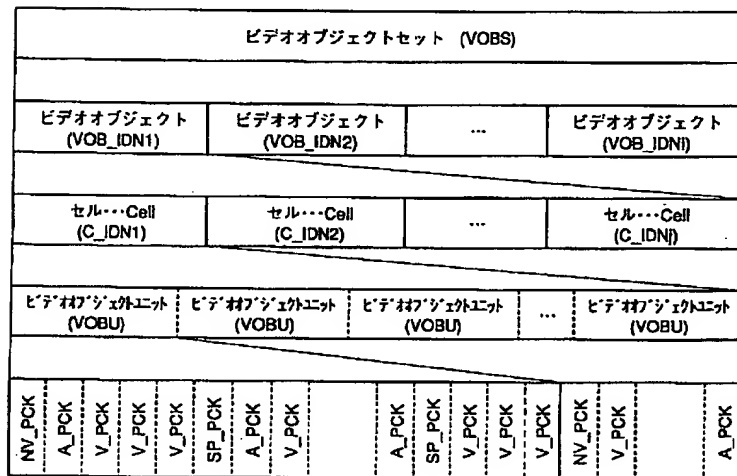 ビデオオブジェクトセット (VOBS)
ビデオオブジェクト ビデオオブジェクト ... ビデオオブジェクト
(VOB_IDN1) (VOB_IDN2) (VOB_IDNi)
セル…Cell セル…Cell ... セル…Cell
(C_IDN1) (C_IDN2) (C_IDNj)
ビデオオブジェクトユニット ビデオオブジェクトユニット ビデオオブジェクトユニット ... ビデオオブジェクトユニット
(VOBU) (VOBU) (VOBU) (VOBU)
NV_PCK
A_PCK
V_PCK
V_PCK
V_PCK
SP_PCK
A_PCK
V_PCK
A_PCK
SP_PCK
V_PCK
V_PCK
V_PCK
NV_PCK
V_PCK
A_PCK